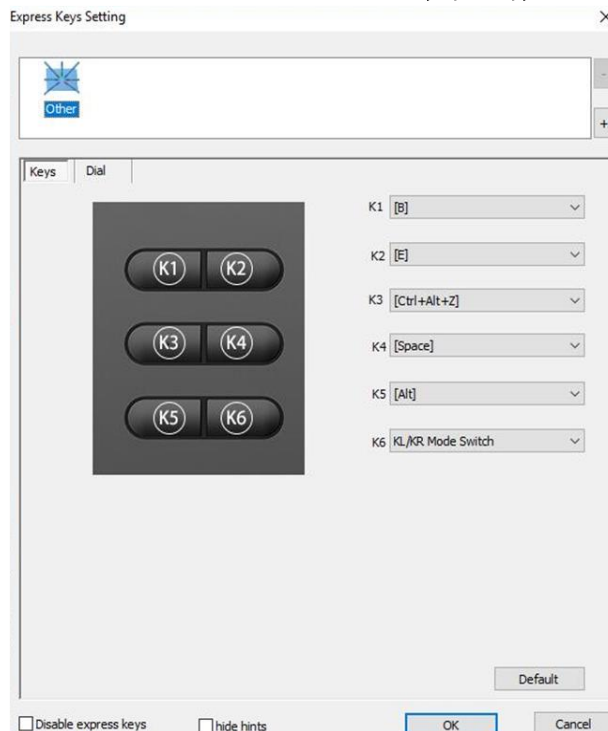 Express Keys Setting
Other
-
+
Keys Dial
K1 [B]
K2 [E]
K3 [Ctrl+Alt+Z]
K4 [Space]
K5 [Alt]
K6 KL/KR Mode Switch
K1 K2
K3 K4
K5 K6
Default
Disable express keys hide hints OK Cancel